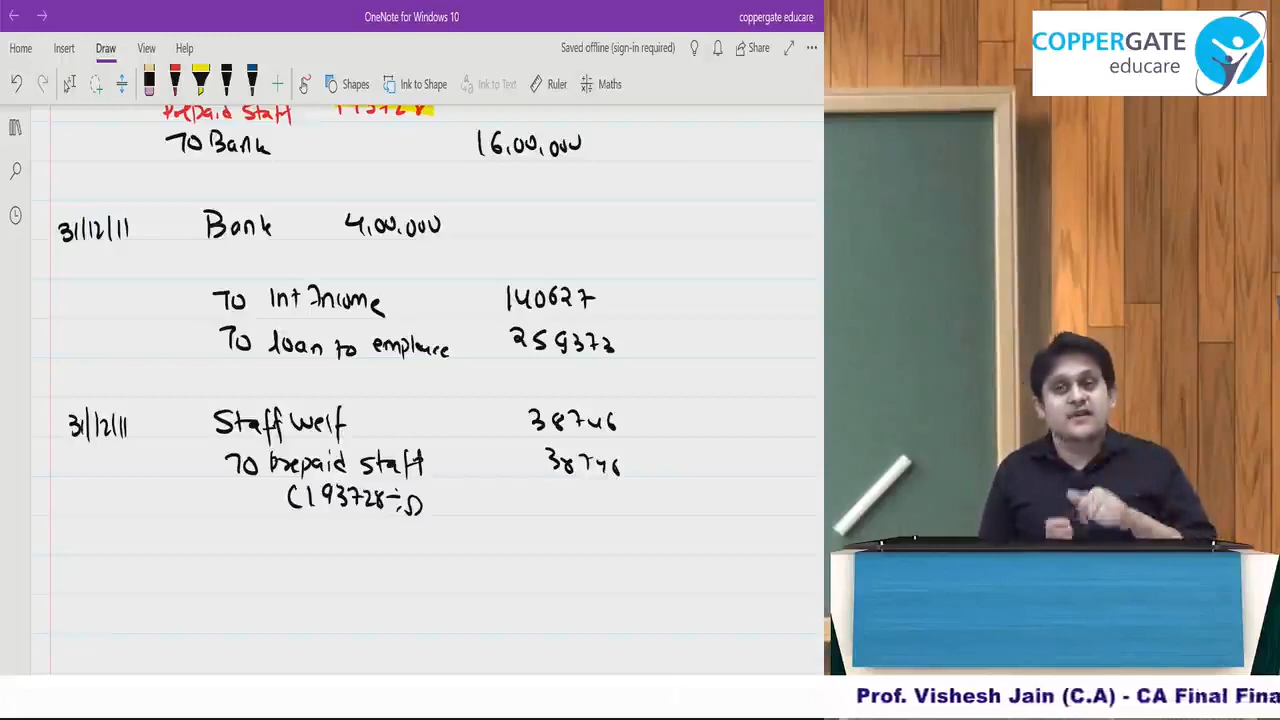 OneNote for Windows 10
coppergate educare
Home Insert Draw View Help
Saved offline (sign-in required)
Share
Shapes
Ink to Shape
Ink to Text
Ruler
Maths
COPPERGATE
educare
Prepaid Staff 193728
To Bank 16,00,000
31/12/11 Bank 4,00,000
To Int Income 140627
To loan to employee 259373
31/12/11 Staff welf 38746
To prepaid staff 38746
(193728÷5)
Prof. Vishesh Jain (C.A) - CA Final Fina